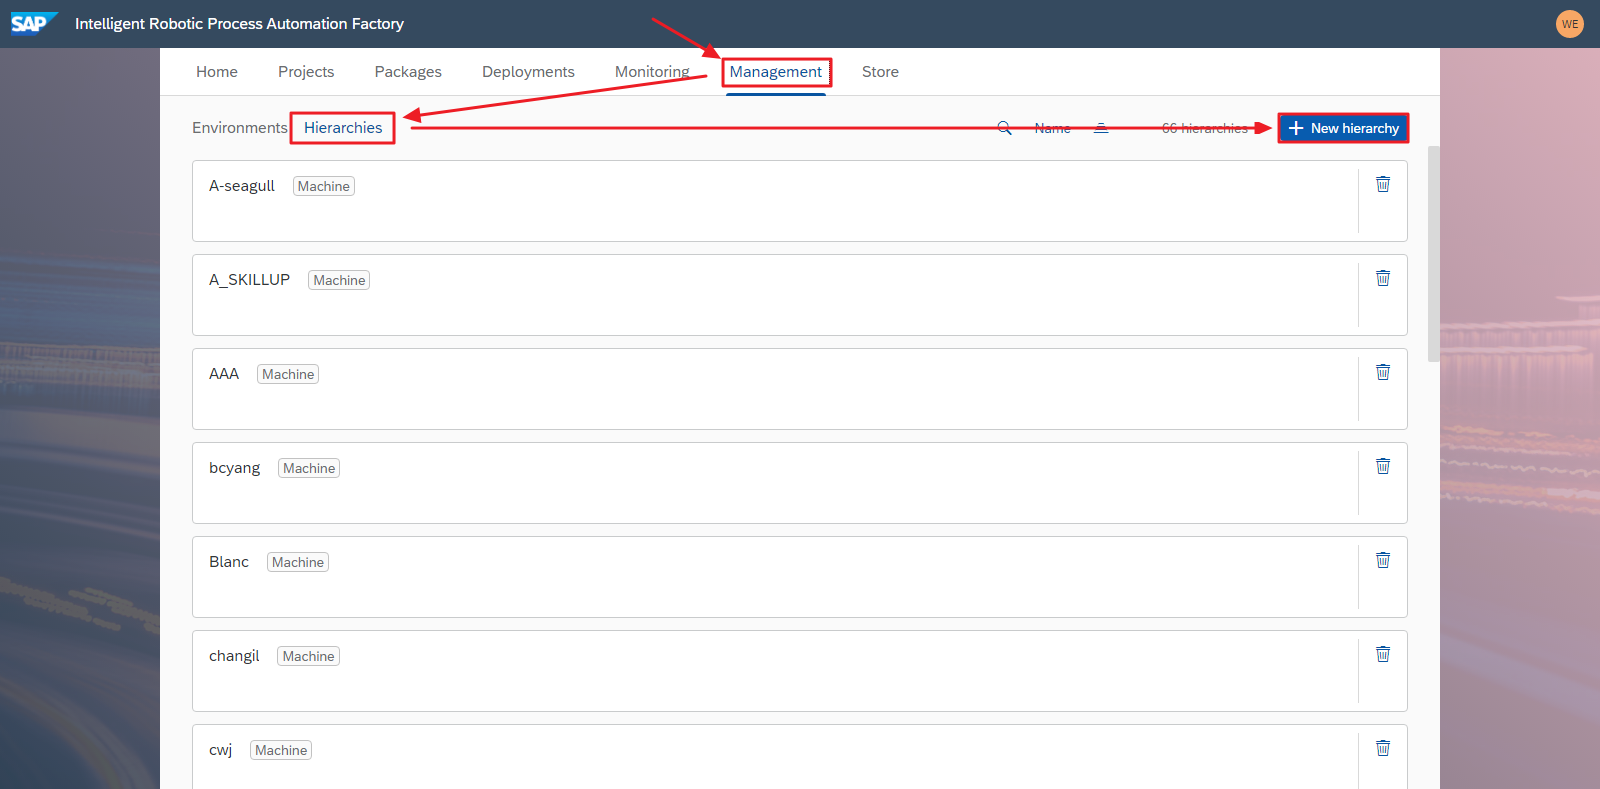 SAP Intelligent Robotic Process Automation Factory WE
Home Projects Packages Deployments Monitoring Management Store
Environments Hierarchies Name 66 hierarchies + New hierarchy
A-seagull Machine
A_SKILLUP Machine
AAA Machine
bcyang Machine
Blanc Machine
changil Machine
cwj Machine